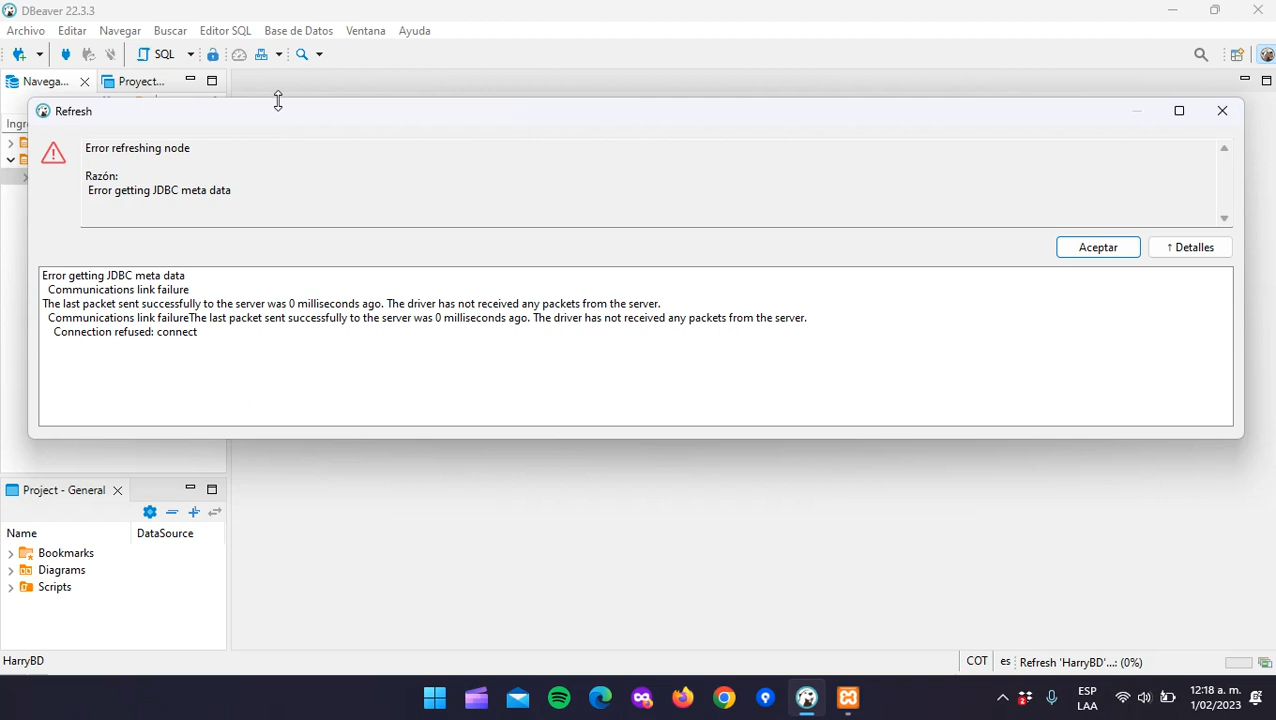 DBeaver 22.3.3
Archivo Editar Navegar Buscar Editor SQL Base de Datos Ventana Ayuda
SQL
Navega... Proyect...
Refresh
Ingr
Error refreshing node
Razón:
Error getting JDBC meta data
Aceptar ↑ Detalles
Error getting JDBC meta data
Communications link failure
The last packet sent successfully to the server was 0 milliseconds ago. The driver has not received any packets from the server.
Communications link failureThe last packet sent successfully to the server was 0 milliseconds ago. The driver has not received any packets from the server.
Connection refused: connect
Project - General
Name DataSource
Bookmarks
Diagrams
Scripts
HarryBD COT es Refresh 'HarryBD'...: (0%)
ESP 12:18 a. m.
LAA 1/02/2023